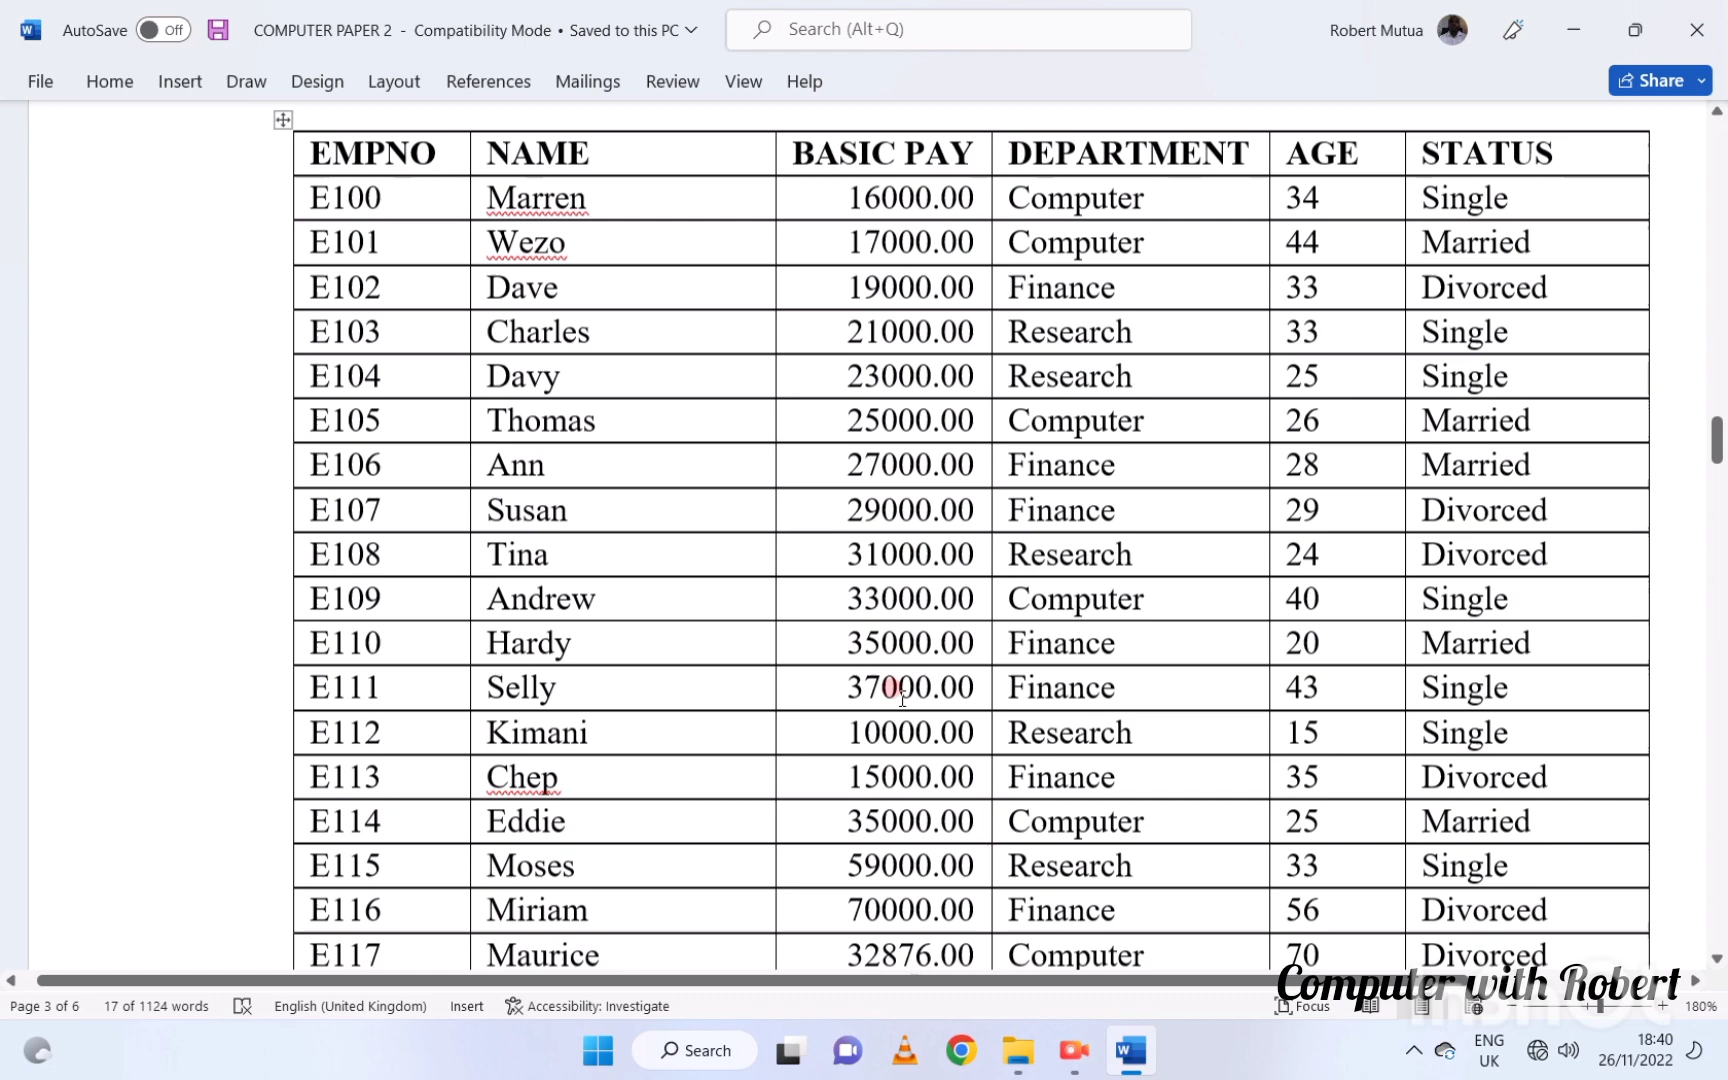 AutoSave Off COMPUTER PAPER 2 - Compatibility Mode • Saved to this PC Search (Alt+Q) Robert Mutua
File Home Insert Draw Design Layout References Mailings Review View Help Share
EMPNO NAME BASIC PAY DEPARTMENT AGE STATUS
E100 Marren 16000.00 Computer 34 Single
E101 Wezo 17000.00 Computer 44 Married
E102 Dave 19000.00 Finance 33 Divorced
E103 Charles 21000.00 Research 33 Single
E104 Davy 23000.00 Research 25 Single
E105 Thomas 25000.00 Computer 26 Married
E106 Ann 27000.00 Finance 28 Married
E107 Susan 29000.00 Finance 29 Divorced
E108 Tina 31000.00 Research 24 Divorced
E109 Andrew 33000.00 Computer 40 Single
E110 Hardy 35000.00 Finance 20 Married
E111 Selly 37000.00 Finance 43 Single
E112 Kimani 10000.00 Research 15 Single
E113 Chep 15000.00 Finance 35 Divorced
E114 Eddie 35000.00 Computer 25 Married
E115 Moses 59000.00 Research 33 Single
E116 Miriam 70000.00 Finance 56 Divorced
E117 Maurice 32876.00 Computer 70 Divorced
Computer with Robert
Page 3 of 6 17 of 1124 words English (United Kingdom) Insert Accessibility: Investigate Focus 180%
Search ENG 18:40
UK 26/11/2022